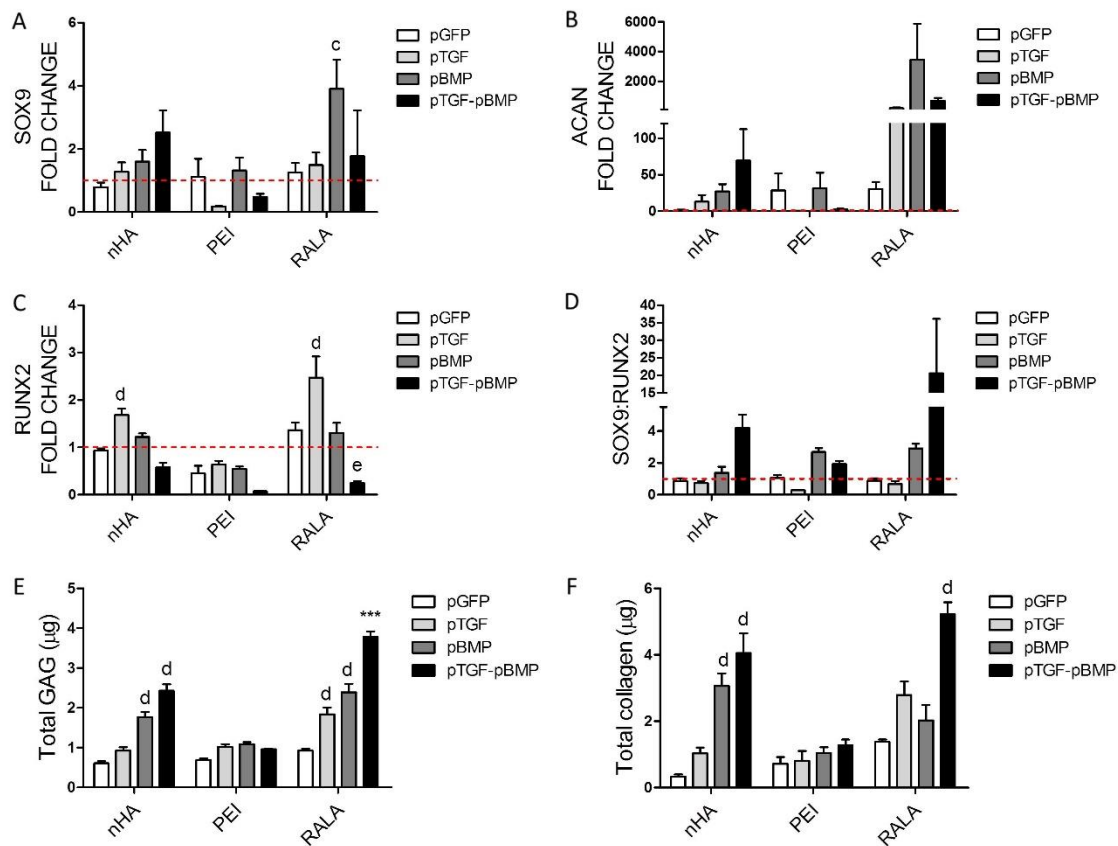 A
SOX9
FOLD CHANGE
6
4
2
0
c
nHA
PEI
RALA
pGFP
pTGF
pBMP
pTGF-pBMP
B
ACAN
FOLD CHANGE
6000
4000
2000
100
50
0
nHA
PEI
RALA
pGFP
pTGF
pBMP
pTGF-pBMP
C
RUNX2
FOLD CHANGE
4
3
2
1
0
d
d
e
nHA
PEI
RALA
pGFP
pTGF
pBMP
pTGF-pBMP
D
SOX9:RUNX2
40
35
30
25
20
15
10
4
2
0
nHA
PEI
RALA
pGFP
pTGF
pBMP
pTGF-pBMP
E
Total GAG (µg)
5
4
3
2
1
0
d
d
d
d
***
nHA
PEI
RALA
pGFP
pTGF
pBMP
pTGF-pBMP
F
Total collagen (µg)
6
4
2
0
d
d
d
nHA
PEI
RALA
pGFP
pTGF
pBMP
pTGF-pBMP